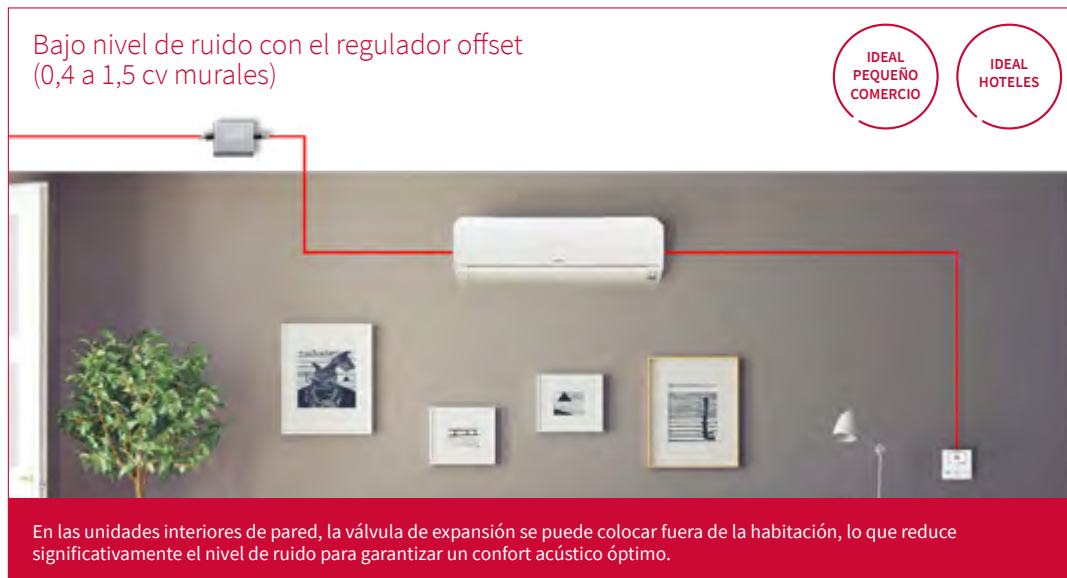 Bajo nivel de ruido con el regulador offset
(0,4 a 1,5 cv murales)
IDEAL
PEQUEÑO
COMERCIO
IDEAL
HOTELES
En las unidades interiores de pared, la válvula de expansión se puede colocar fuera de la habitación, lo que reduce
significativamente el nivel de ruido para garantizar un confort acústico óptimo.